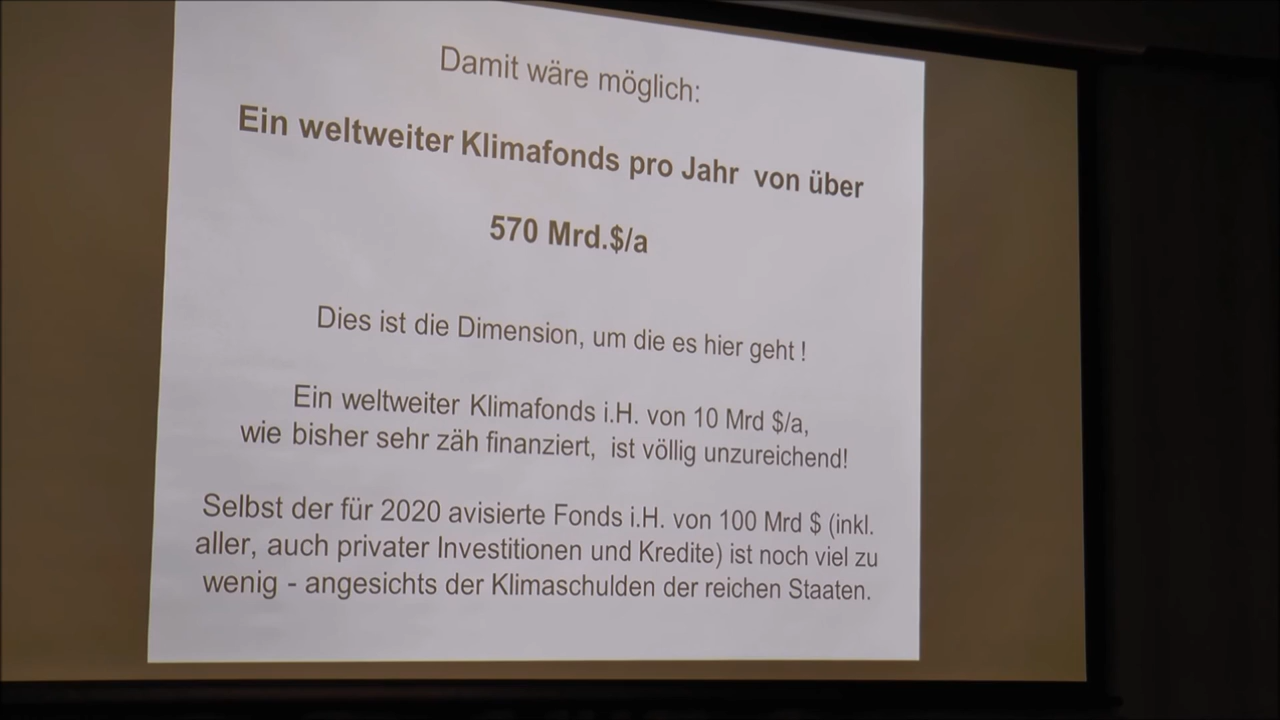 Damit wäre möglich:
Ein weltweiter Klimafonds pro Jahr von über
570 Mrd.$/a
Dies ist die Dimension, um die es hier geht !
Ein weltweiter Klimafonds i.H. von 10 Mrd $/a,
wie bisher sehr zäh finanziert, ist völlig unzureichend!
Selbst der für 2020 avisierte Fonds i.H. von 100 Mrd $ (inkl.
aller, auch privater Investitionen und Kredite) ist noch viel zu
wenig - angesichts der Klimaschulden der reichen Staaten.